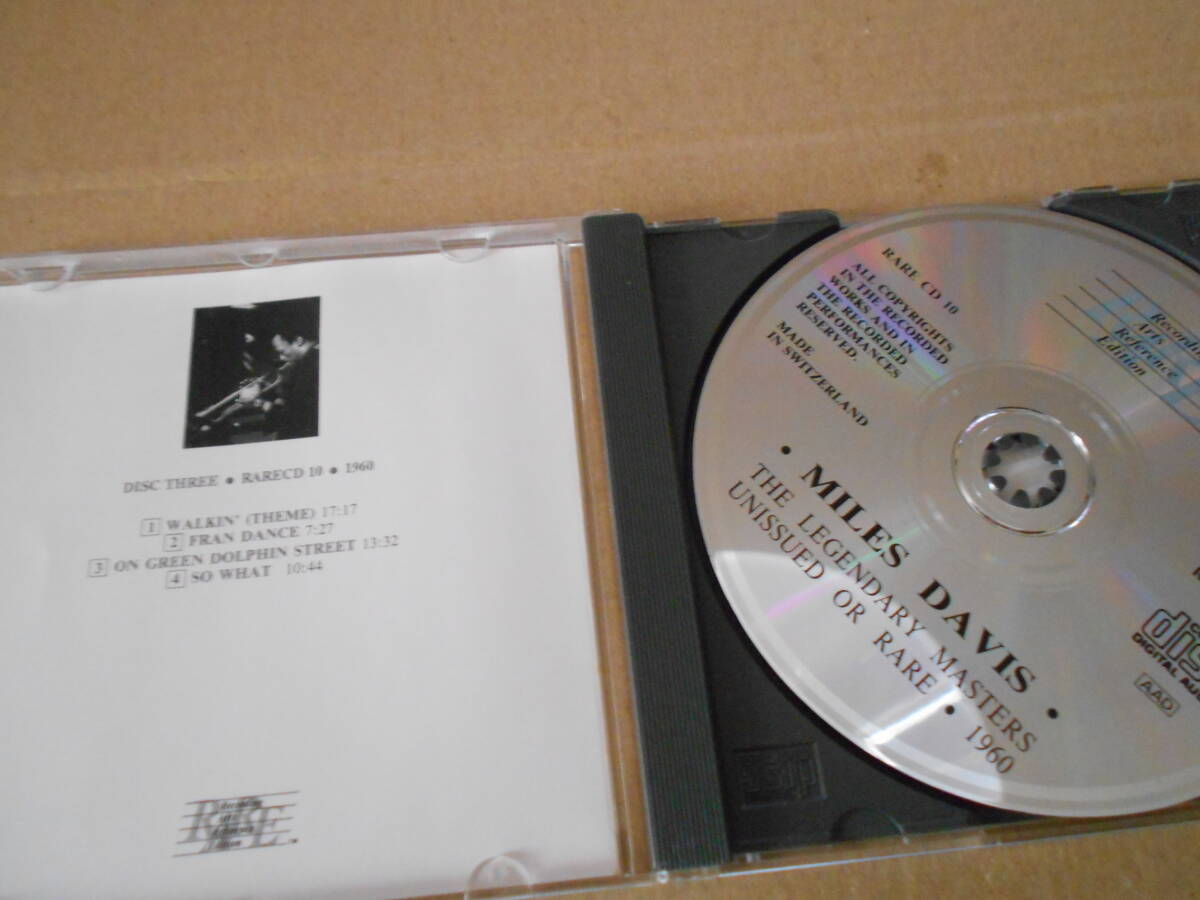 DISC THREE • RARECD 10 • 1960
1 WALKIN' (THEME) 17:17
2 FRAN DANCE 7:27
3 ON GREEN DOLPHIN STREET 13:32
4 SO WHAT 10:44
RARE CD 10
ALL COPYRIGHTS
IN THE RECORDED
WORKS AND IN
THE RECORDED
PERFORMANCES
RESERVED.
MADE
IN SWITZERLAND
Arts
Reference
Edition
• MILES DAVIS •
THE LEGENDARY MASTERS
UNISSUED OR RARE • 1960
DIGITAL
AAD